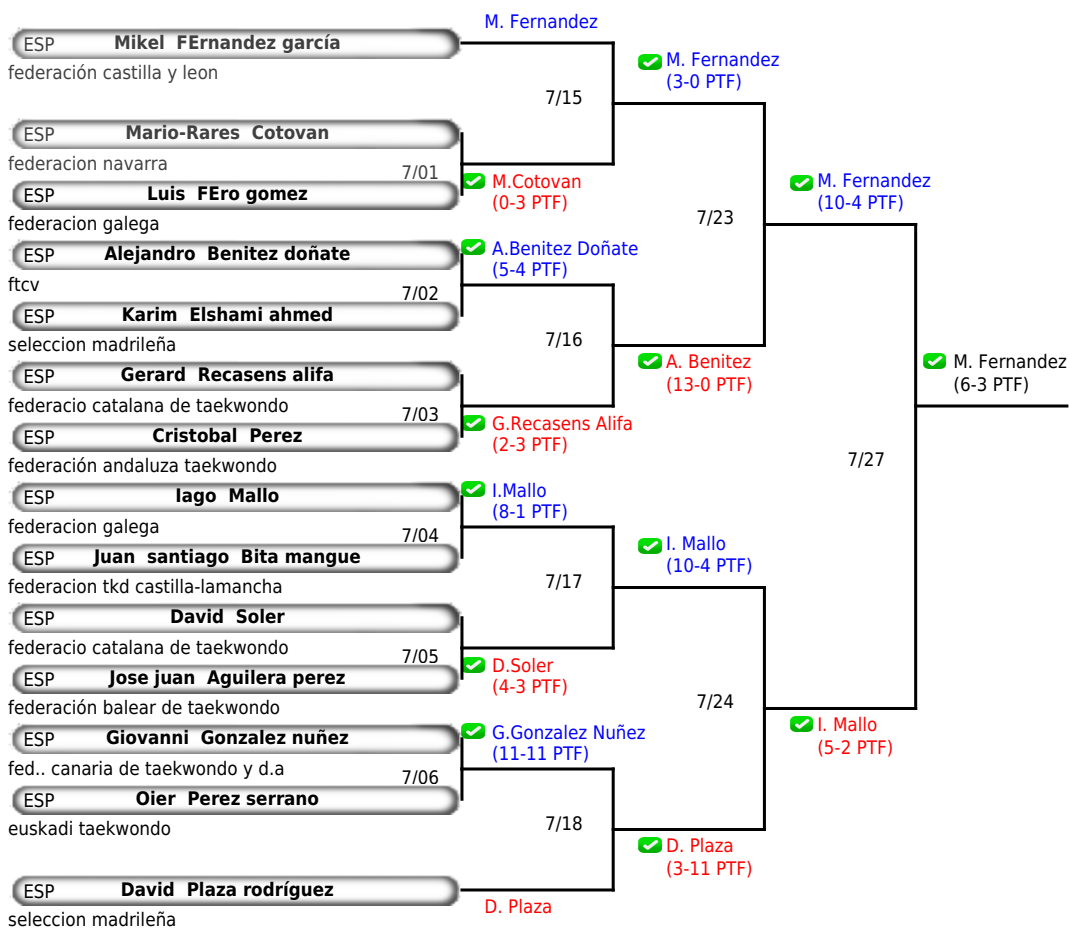 M. Fernandez
ESP Mikel FErnandez garcía
federación castilla y leon
M. Fernandez
(3-0 PTF)
7/15
ESP Mario-Rares Cotovan
federacion navarra
7/01
M.Cotovan
(0-3 PTF)
ESP Luis FEro gomez
federacion galega
M. Fernandez
(10-4 PTF)
7/23
ESP Alejandro Benitez doñate
ftcv
A.Benitez Doñate
(5-4 PTF)
7/02
ESP Karim Elshami ahmed
seleccion madrileña
7/16
A. Benitez
(13-0 PTF)
M. Fernandez
(6-3 PTF)
ESP Gerard Recasens alifa
federacio catalana de taekwondo
7/03
G.Recasens Alifa
(2-3 PTF)
ESP Cristobal Perez
federación andaluza taekwondo
7/27
ESP Iago Mallo
federacion galega
I.Mallo
(8-1 PTF)
7/04
ESP Juan santiago Bita mangue
federacion tkd castilla-lamancha
I. Mallo
(10-4 PTF)
7/17
ESP David Soler
federacio catalana de taekwondo
7/05
D.Soler
(4-3 PTF)
ESP Jose juan Aguilera perez
federación balear de taekwondo
7/24
I. Mallo
(5-2 PTF)
ESP Giovanni Gonzalez nuñez
fed.. canaria de taekwondo y d.a
G.Gonzalez Nuñez
(11-11 PTF)
7/06
ESP Oier Perez serrano
euskadi taekwondo
7/18
D. Plaza
(3-11 PTF)
ESP David Plaza rodríguez
seleccion madrileña
D. Plaza